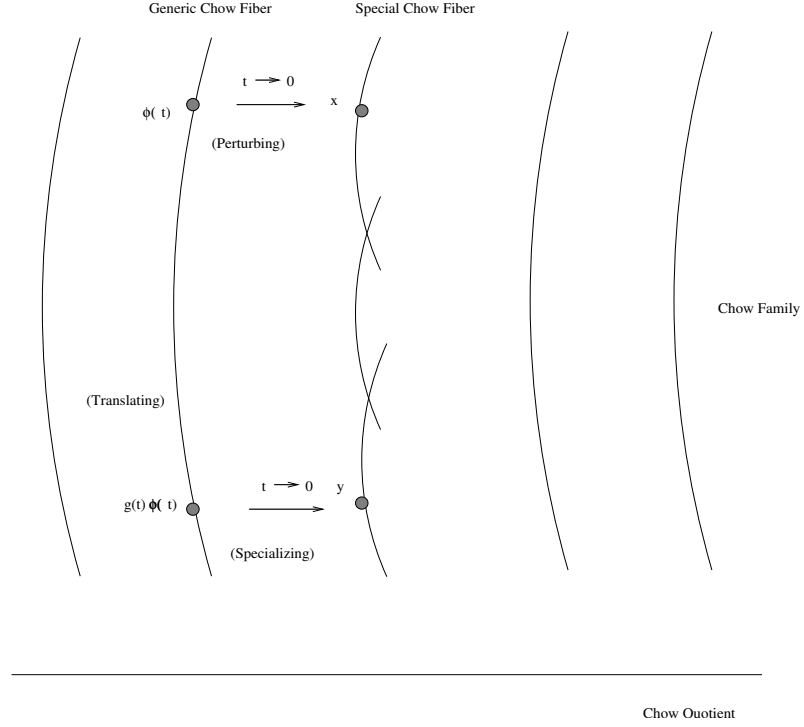 Generic Chow Fiber
Special Chow Fiber
t → 0
x
ϕ( t)
(Perturbing)
Chow Family
(Translating)
t → 0
y
g(t) ϕ( t)
(Specializing)
Chow Quotient